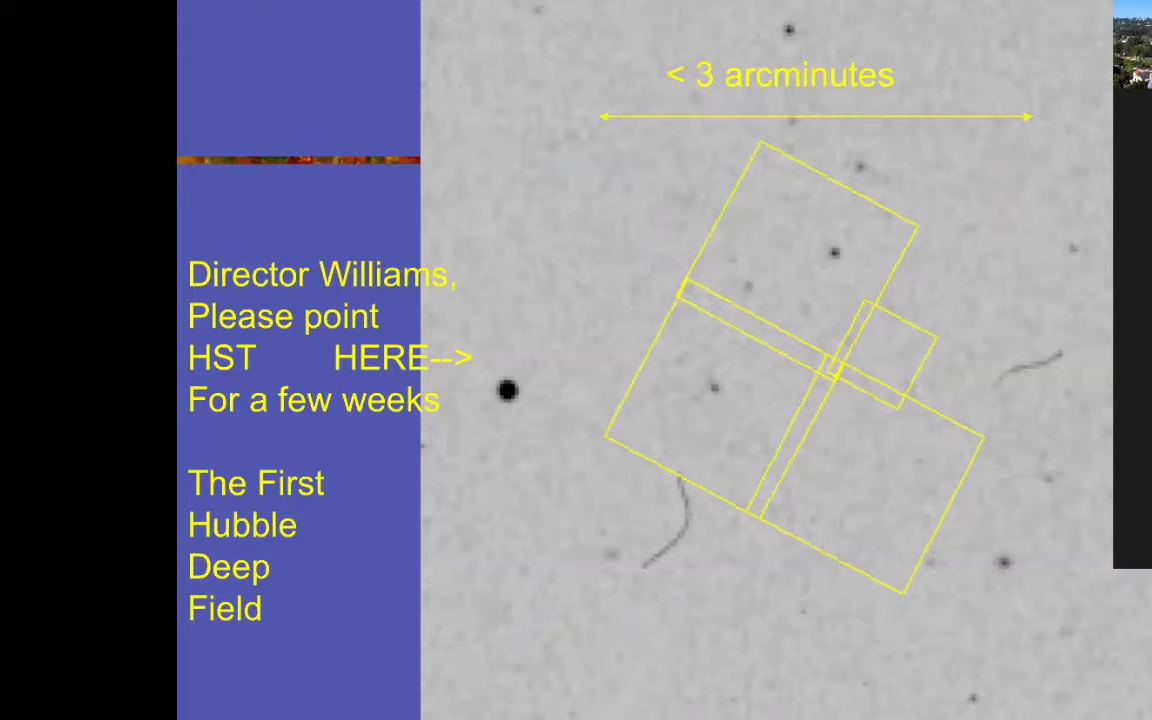 < 3 arcminutes
Director Williams,
Please point
HST HERE-->
For a few weeks
The First
Hubble
Deep
Field